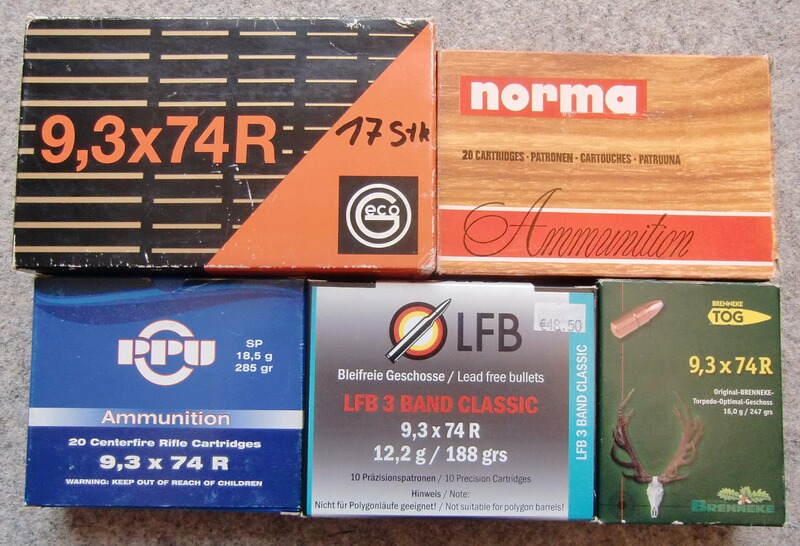 9,3x74R
17 Stk
Geco
norma
20 CARTRIDGES · PATRONEN · CARTOUCHES · PATRUUNA
Ammunition
PPU
SP
18,5 g
285 gr
Ammunition
20 Centerfire Rifle Cartridges
9,3 x 74 R
WARNING: KEEP OUT OF REACH OF CHILDREN
LFB
€48.50
Bleifreie Geschosse / Lead free bullets
LFB 3 BAND CLASSIC
9,3 x 74 R
12,2 g / 188 grs
10 Präzisionspatronen / 10 Precision Cartridges
Hinweis / Note:
Nicht für Polygonläufe geeignet! / Not suitable for polygon barrels!
LFB 3 BAND CLASSIC
BRENNEKE
TOG
9,3 x 74 R
Original-BRENNEKE-
Torpedo-Optimal-Geschoss
16,0 g / 247 grs
BRENNEKE